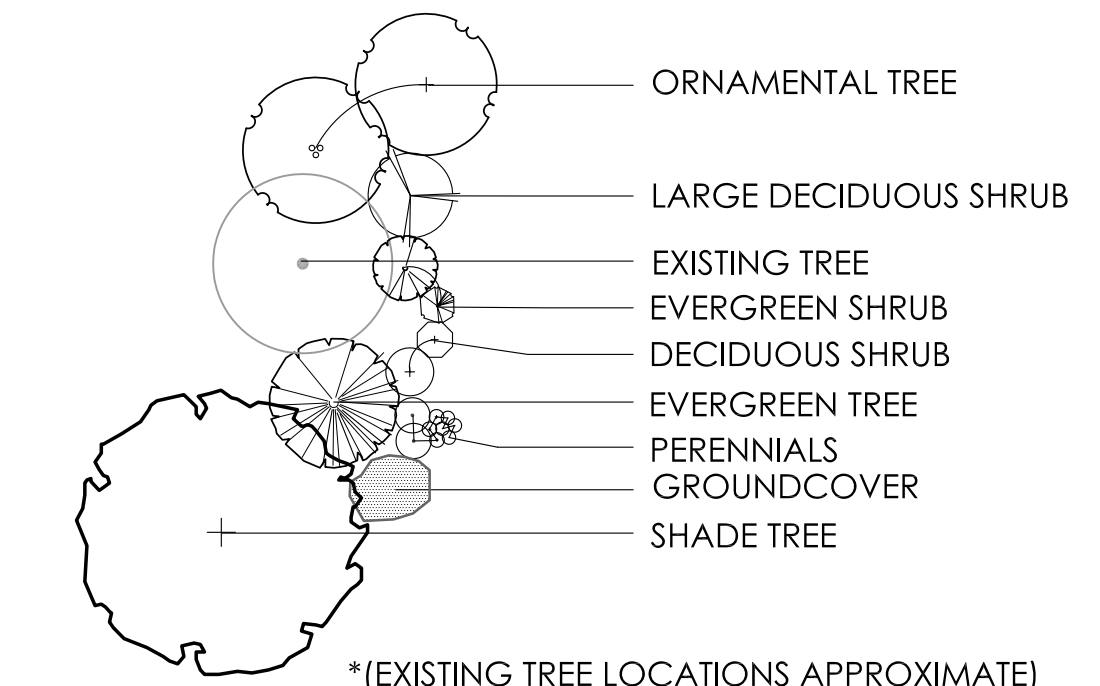 ORNAMENTAL TREE
LARGE DECIDUOUS SHRUB
EXISTING TREE
EVERGREEN SHRUB
DECIDUOUS SHRUB
EVERGREEN TREE
PERENNIALS
GROUNDCOVER
SHADE TREE
*(EXISTING TREE LOCATIONS APPROXIMATE)